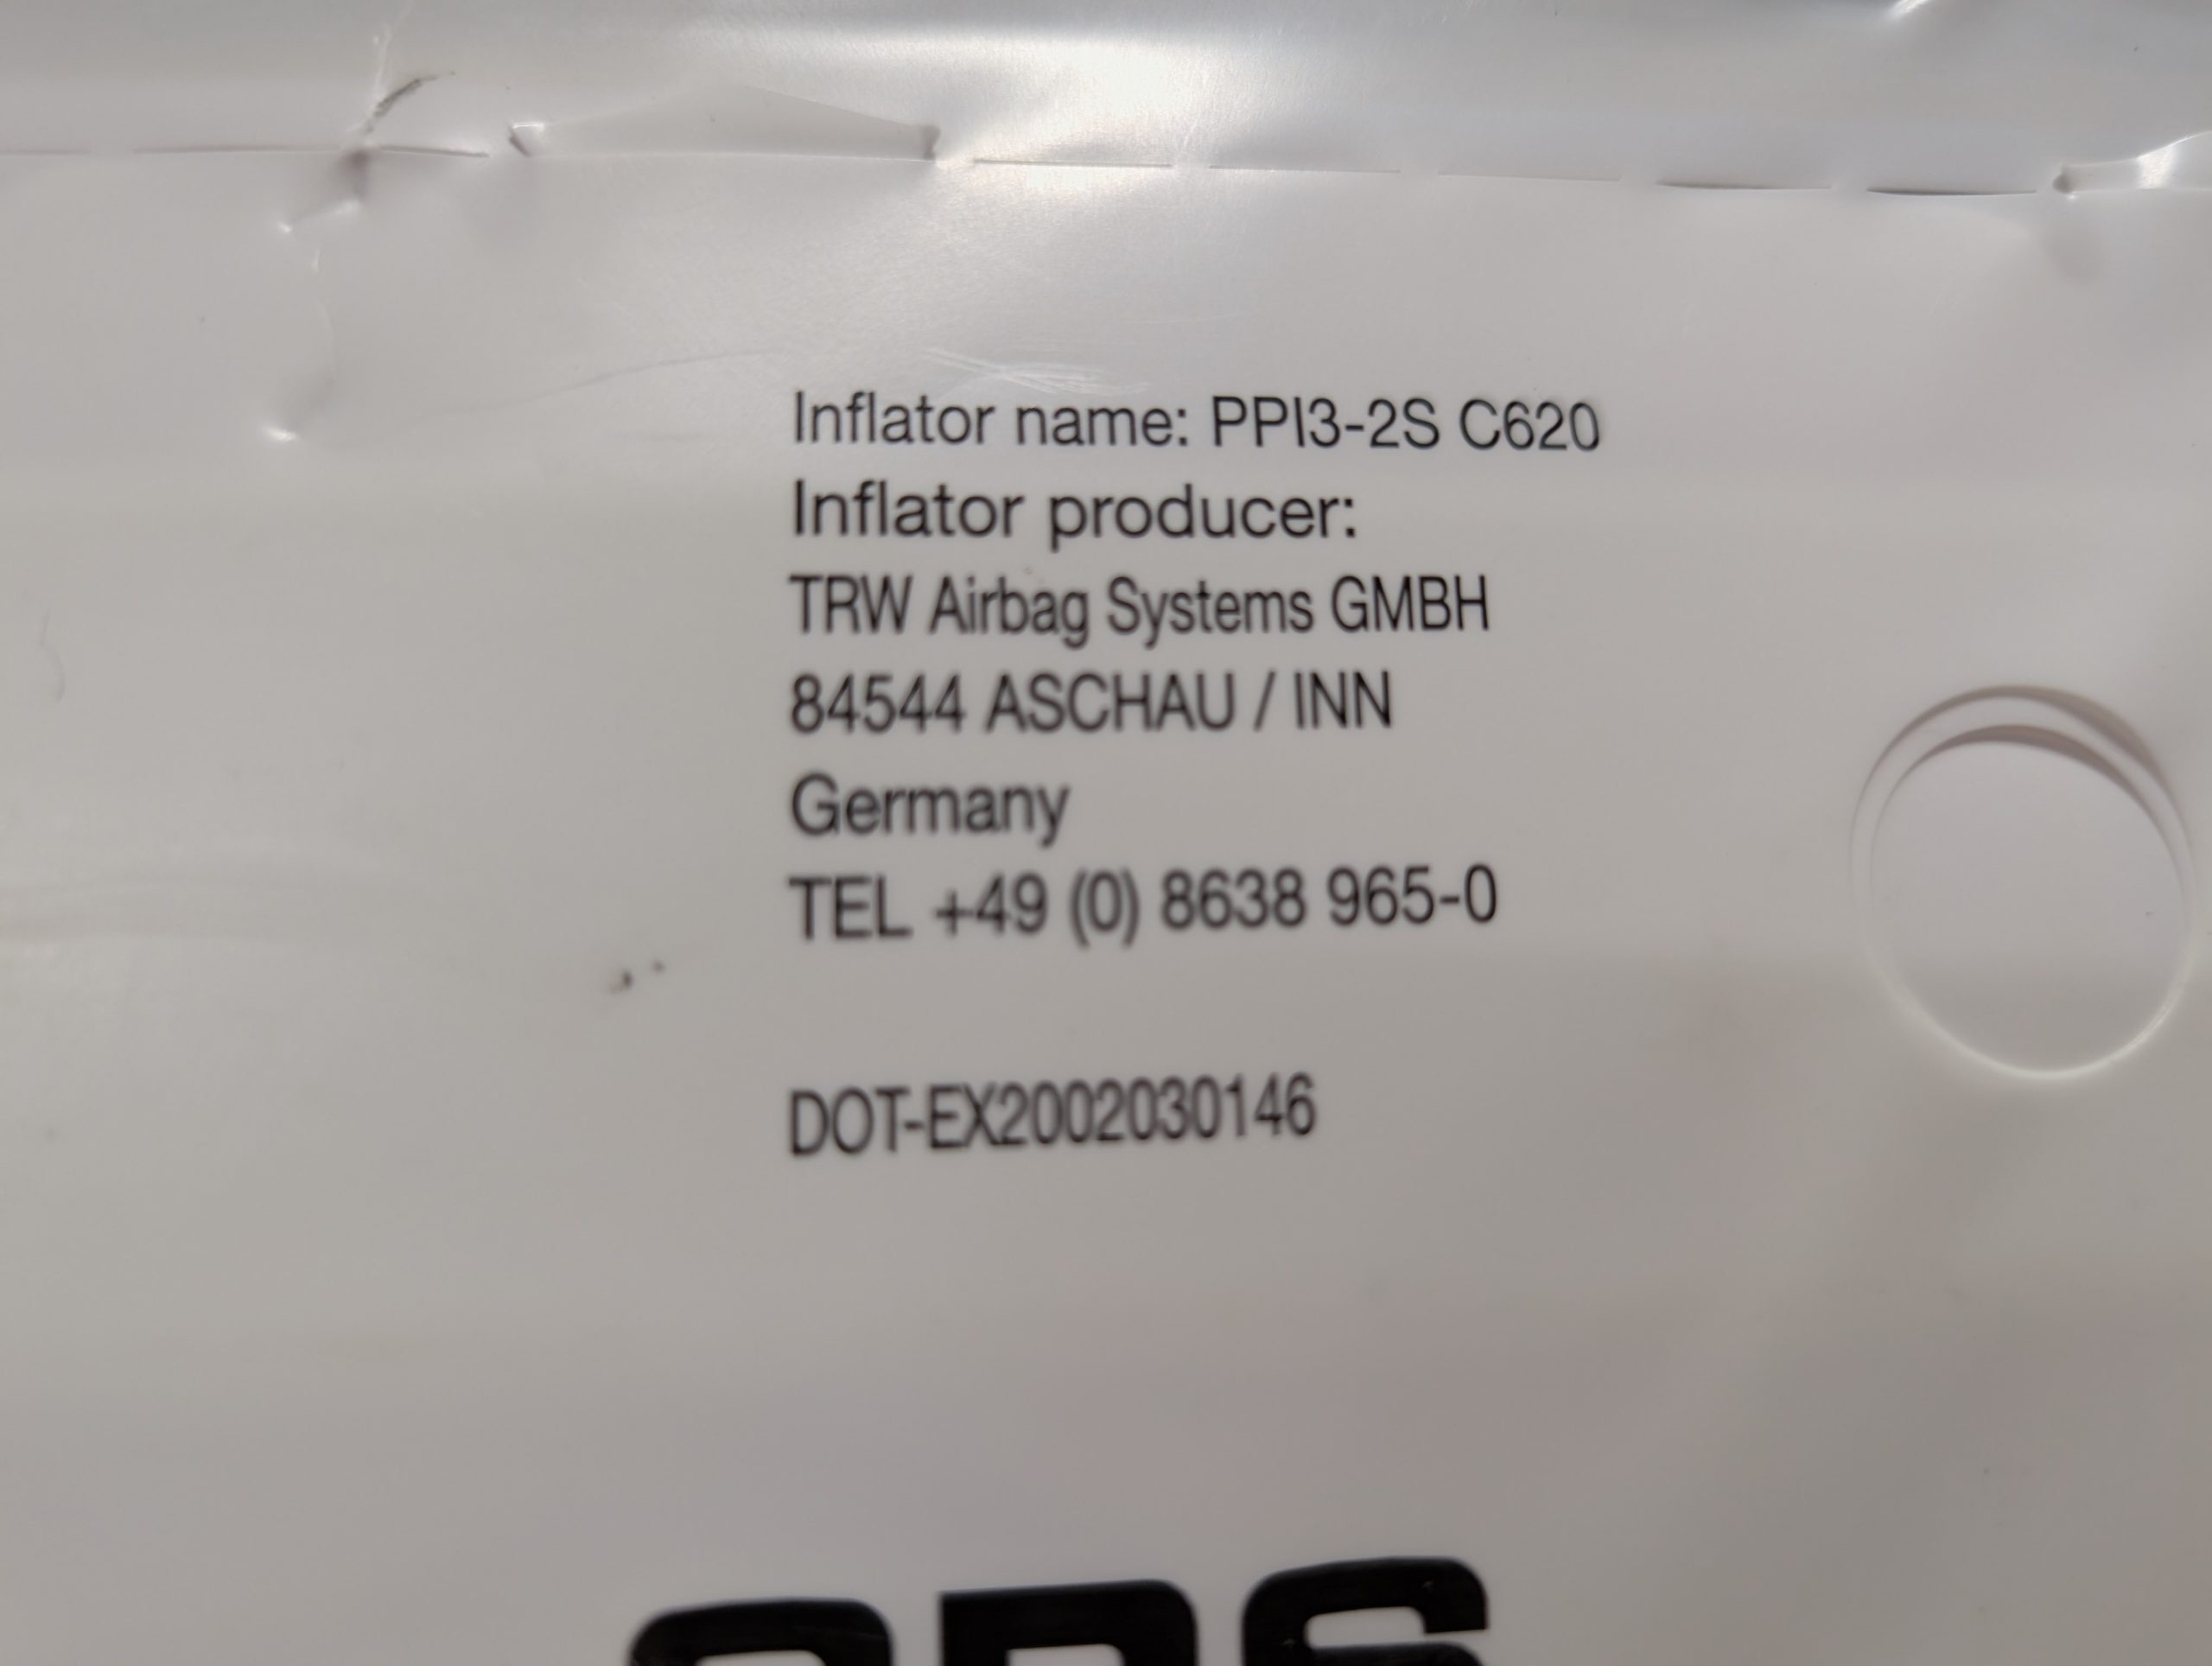 Inflator name: PPI3-2S C620
Inflator producer:
TRW Airbag Systems GMBH
84544 ASCHAU / INN
Germany
TEL +49 (0) 8638 965-0
DOT-EX2002030146